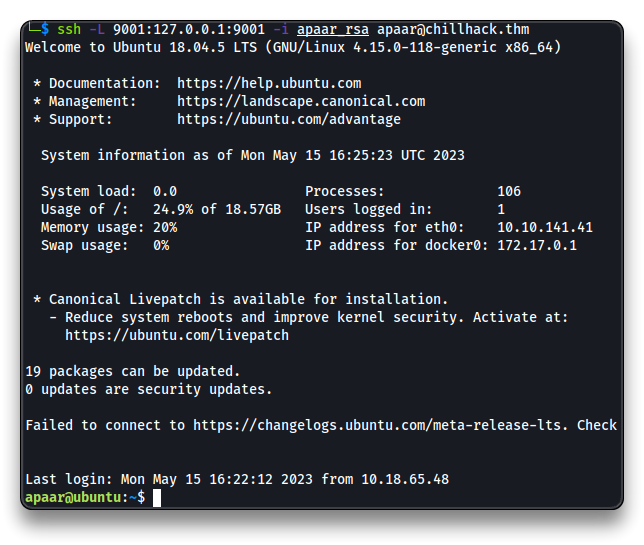 └─$ ssh -L 9001:127.0.0.1:9001 -i apaar_rsa apaar@chillhack.thm
Welcome to Ubuntu 18.04.5 LTS (GNU/Linux 4.15.0-118-generic x86_64)
* Documentation:  https://help.ubuntu.com
* Management:     https://landscape.canonical.com
* Support:        https://ubuntu.com/advantage
System information as of Mon May 15 16:25:23 UTC 2023
System load:  0.0                Processes:              106
Usage of /:   24.9% of 18.57GB   Users logged in:        1
Memory usage: 20%                IP address for eth0:    10.10.141.41
Swap usage:   0%                 IP address for docker0: 172.17.0.1
* Canonical Livepatch is available for installation.
- Reduce system reboots and improve kernel security. Activate at:
https://ubuntu.com/livepatch
19 packages can be updated.
0 updates are security updates.
Failed to connect to https://changelogs.ubuntu.com/meta-release-lts. Check
Last login: Mon May 15 16:22:12 2023 from 10.18.65.48
apaar@ubuntu:~$